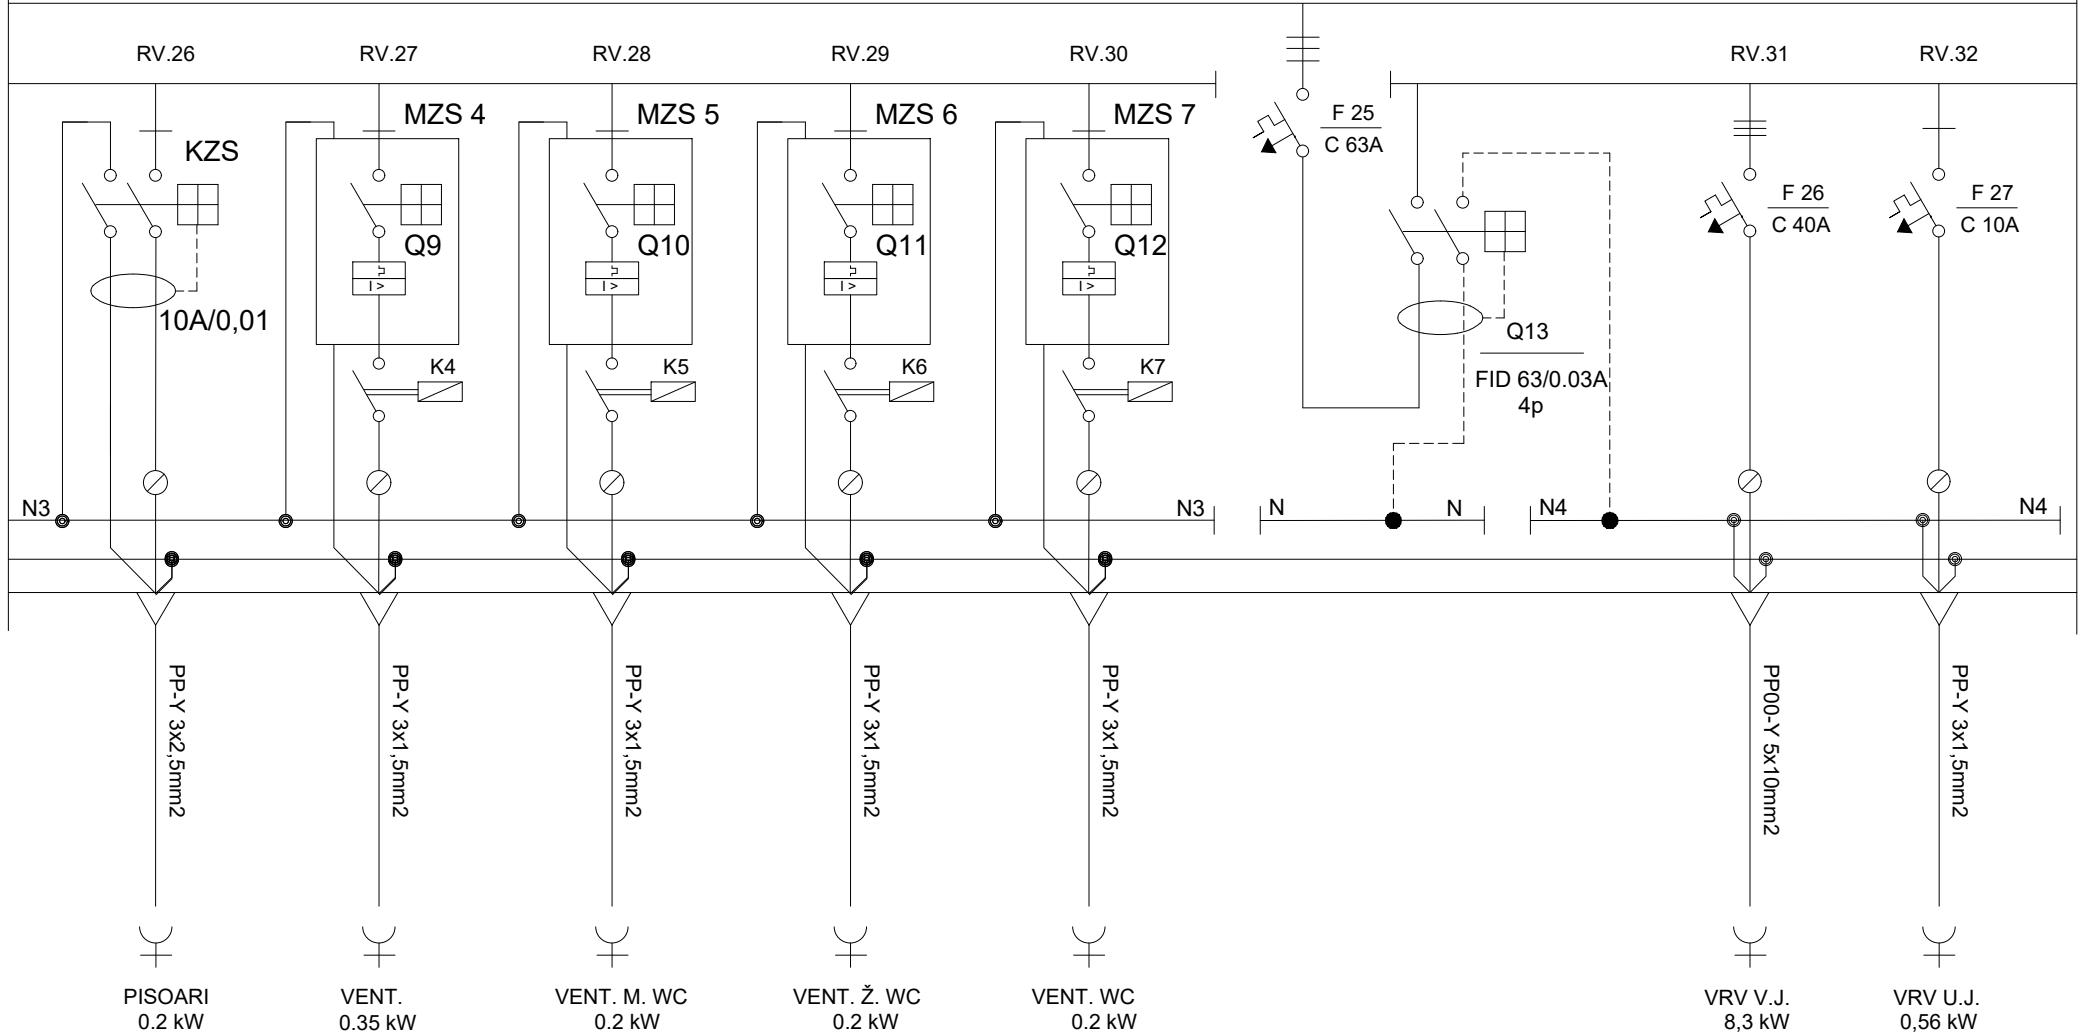 RV.26
RV.27
RV.28
RV.29
RV.30
RV.31
RV.32
KZS
MZS 4
MZS 5
MZS 6
MZS 7
F 25
C 63A
F 26
C 40A
F 27
C 10A
Q9
Q10
Q11
Q12
I >
I >
I >
I >
10A/0,01
Q13
FID 63/0.03A
4p
K4
K5
K6
K7
N3
N3
N
N
N4
N4
PP-Y 3x2,5mm2
PP-Y 3x1,5mm2
PP-Y 3x1,5mm2
PP-Y 3x1,5mm2
PP-Y 3x1,5mm2
PP00-Y 5x10mm2
PP-Y 3x1,5mm2
PISOARI
0.2 kW
VENT.
0.35 kW
VENT. M. WC
0.2 kW
VENT. Ž. WC
0.2 kW
VENT. WC
0.2 kW
VRV V.J.
8,3 kW
VRV U.J.
0,56 kW